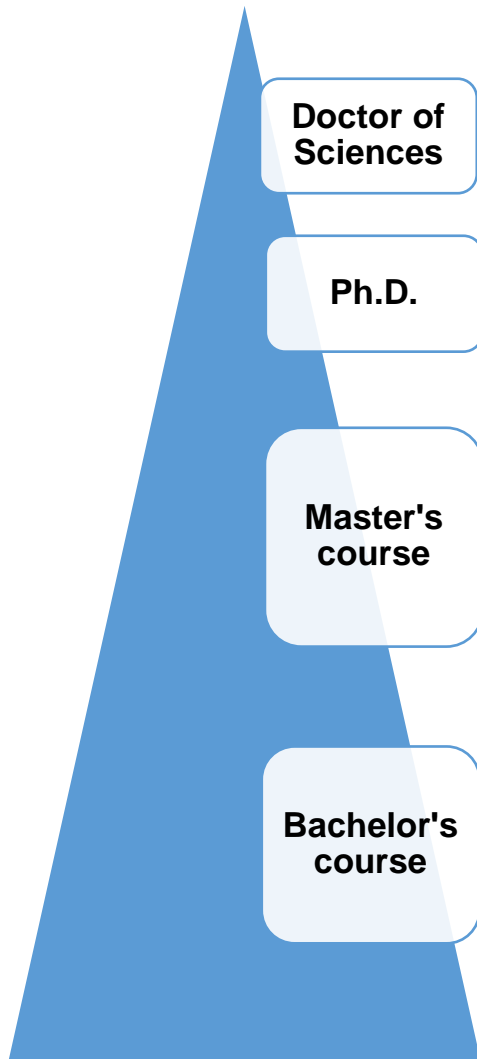 Doctor of
Sciences
Ph.D.
Master's
course
Bachelor's
course